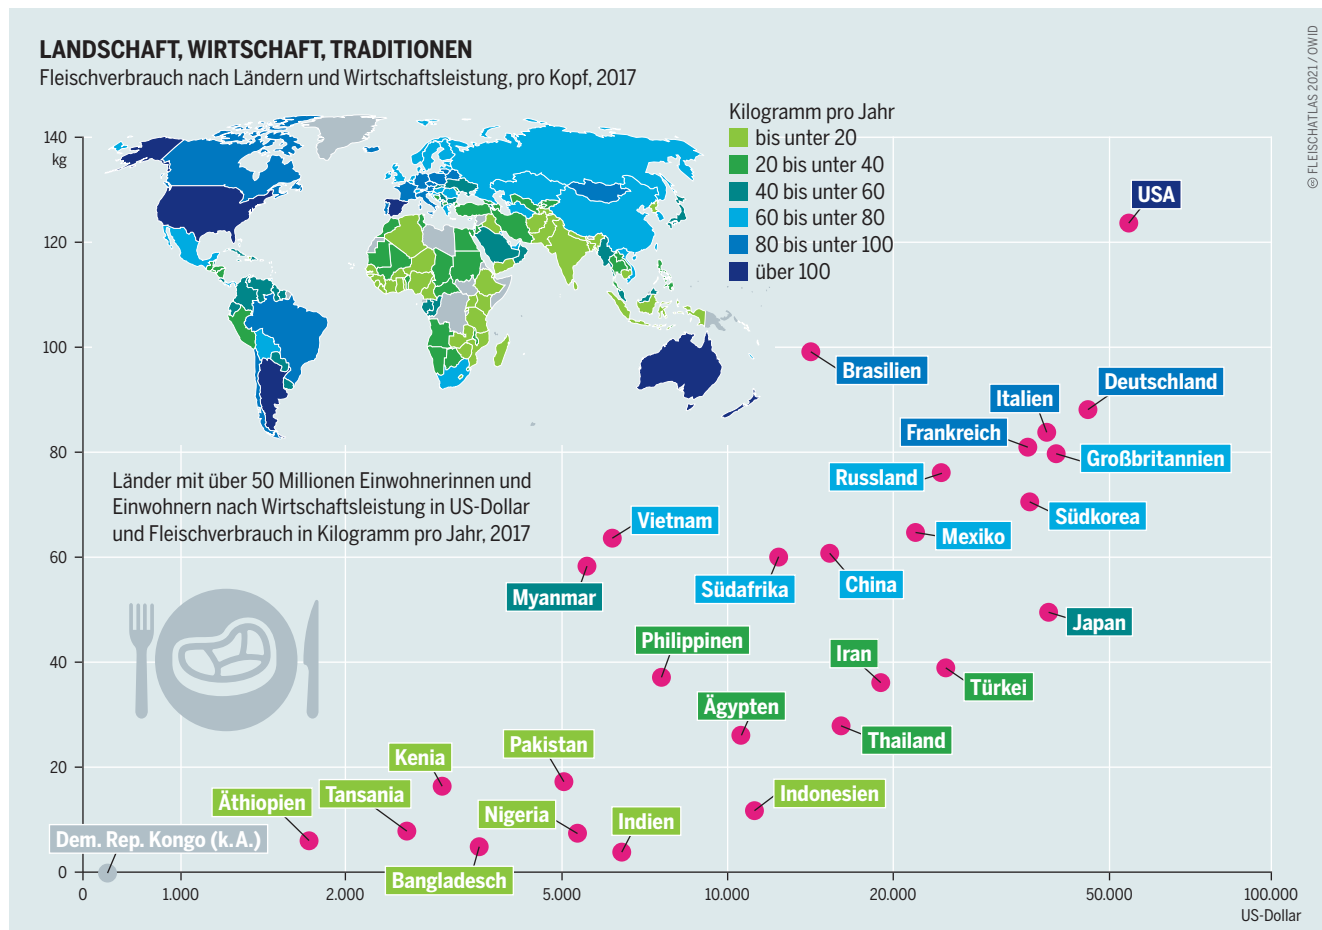 LANDSCHAFT, WIRTSCHAFT, TRADITIONEN
Fleischverbrauch nach Ländern und Wirtschaftsleistung, pro Kopf, 2017
© FLEISCHATLAS 2021 / OWID
Kilogramm pro Jahr
bis unter 20
20 bis unter 40
40 bis unter 60
60 bis unter 80
80 bis unter 100
über 100
140
kg
120
100
80
60
40
20
0
Länder mit über 50 Millionen Einwohnerinnen und
Einwohnern nach Wirtschaftsleistung in US-Dollar
und Fleischverbrauch in Kilogramm pro Jahr, 2017
USA
Brasilien
Deutschland
Italien
Frankreich
Großbritannien
Russland
Südkorea
Vietnam
Mexiko
Myanmar
Südafrika
China
Japan
Philippinen
Iran
Türkei
Ägypten
Thailand
Pakistan
Kenia
Äthiopien
Tansania
Indonesien
Nigeria
Indien
Dem. Rep. Kongo (k. A.)
Bangladesch
0
1.000
2.000
5.000
10.000
20.000
50.000
100.000
US-Dollar